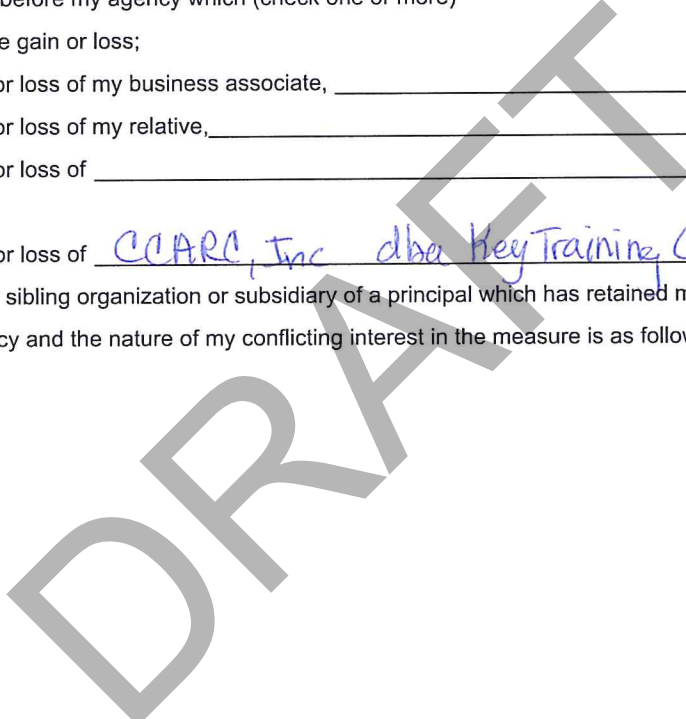 before my agency which (check one or more)
e gain or loss;
or loss of my business associate,
or loss of my relative,
or loss of
or loss of CCARC, Inc dba Key Training C
sibling organization or subsidiary of a principal which has retained m
cy and the nature of my conflicting interest in the measure is as follow
DRAFT